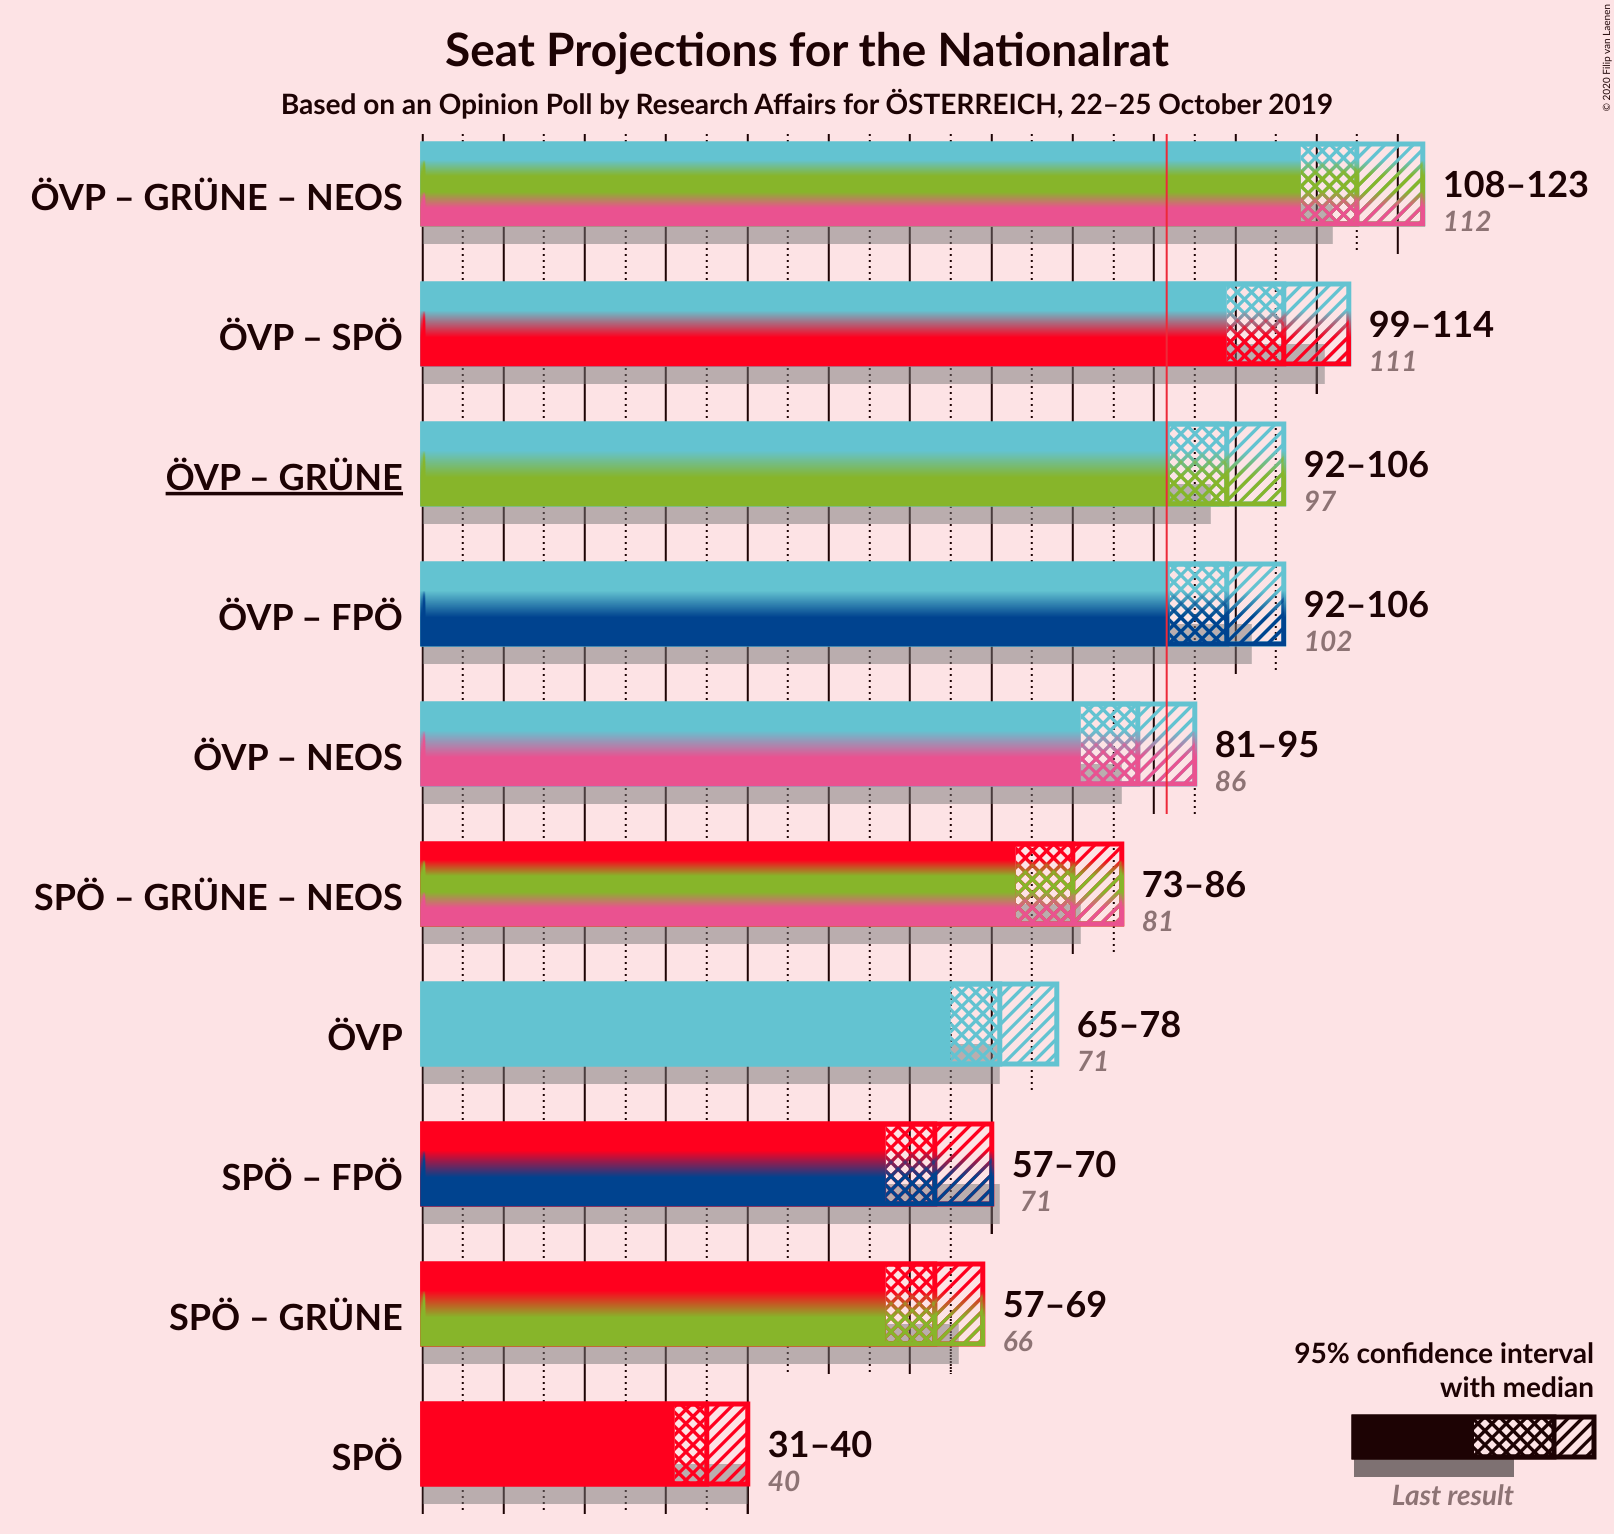 Seat Projections for the Nationalrat
Based on an Opinion Poll by Research Affairs for ÖSTERREICH, 22–25 October 2019
© 2020 Filip van Laenen
ÖVP – GRÜNE – NEOS
108–123
112
ÖVP – SPÖ
99–114
111
ÖVP – GRÜNE
92–106
97
ÖVP – FPÖ
92–106
102
ÖVP – NEOS
81–95
86
SPÖ – GRÜNE – NEOS
73–86
81
ÖVP
65–78
71
SPÖ – FPÖ
57–70
71
SPÖ – GRÜNE
57–69
66
SPÖ
31–40
40
95% confidence interval
with median
Last result